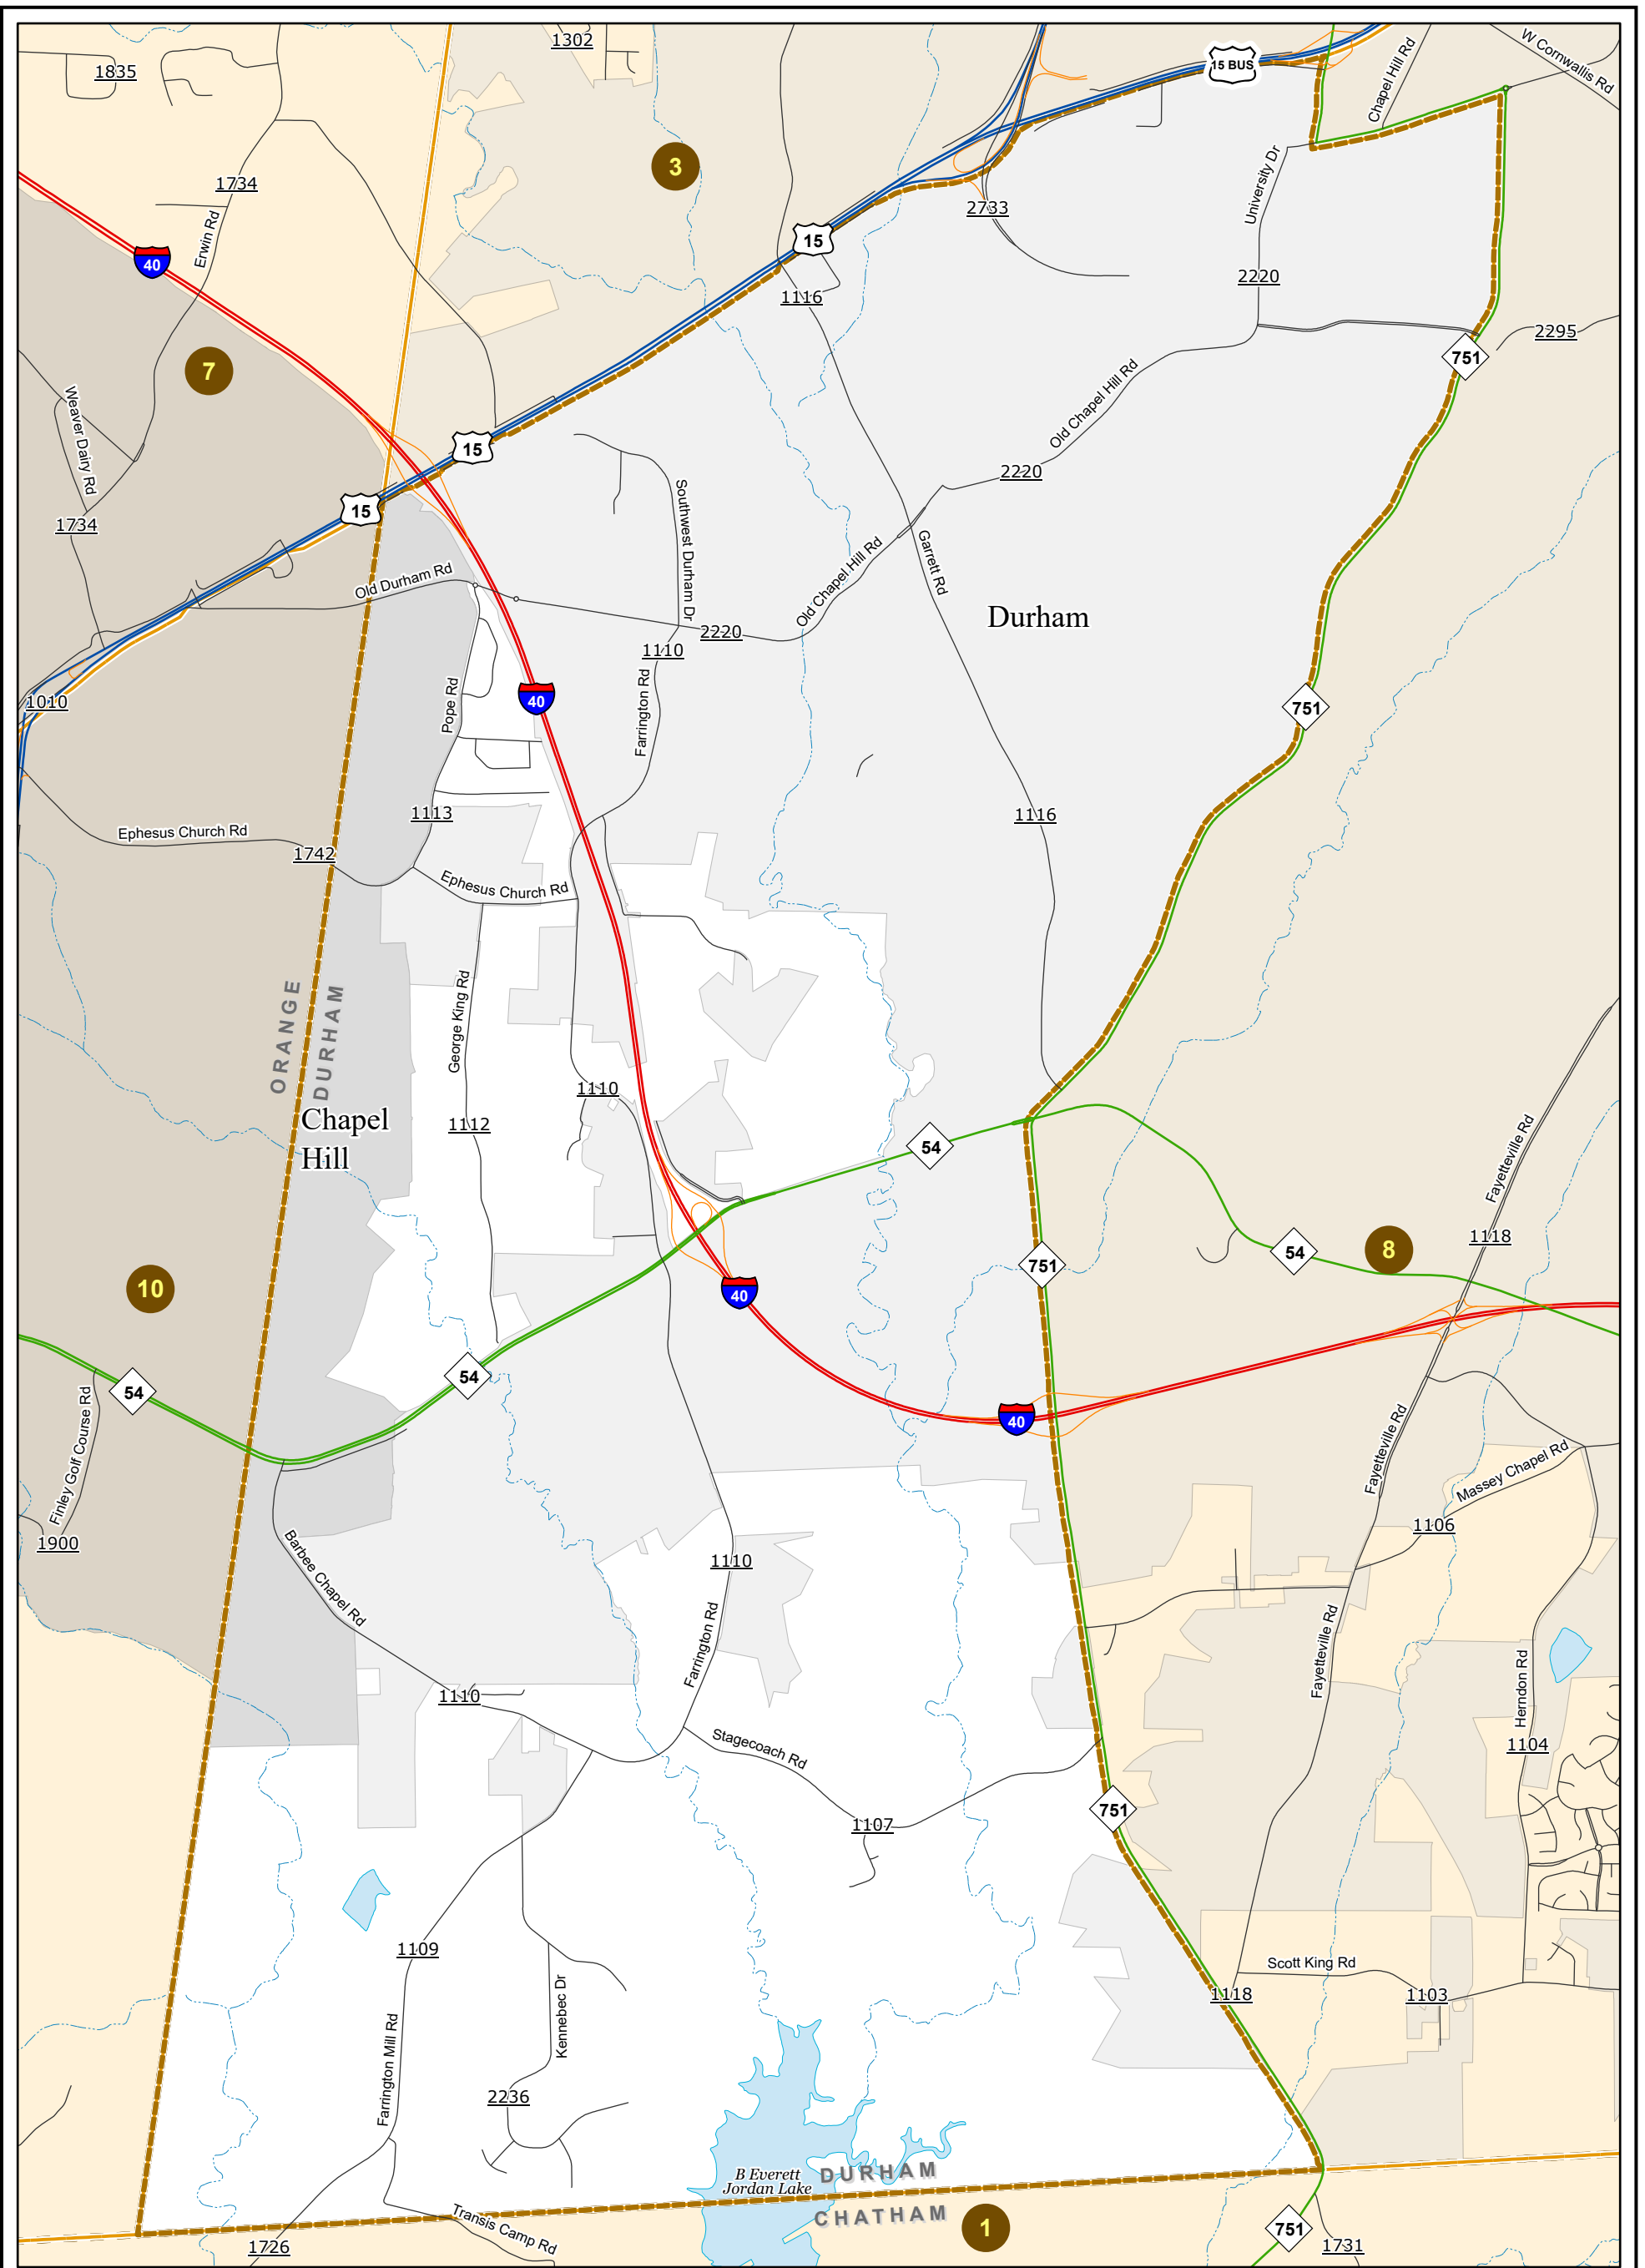 1302
15 BUS
W Cornwallis Rd
Chapel Hill Rd
1835
3
1734
University Dr
2733
Erwin Rd
15
40
2220
1116
2295
751
7
Old Chapel Hill Rd
Weaver Dairy Rd
15
2220
Southwest Durham Dr
15
1734
Garrett Rd
Old Chapel Hill Rd
Old Durham Rd
Durham
2220
1110
40
1010
Pope Rd
Farrington Rd
751
1113
1116
Ephesus Church Rd
1742
Ephesus Church Rd
ORANGE
DURHAM
George King Rd
1110
Chapel
Hill
1112
54
Fayetteville Rd
1118
54
8
751
10
40
54
54
40
Finley Golf Course Rd
Fayetteville Rd
Massey Chapel Rd
1106
1900
Barbee Chapel Rd
1110
Farrington Rd
Fayetteville Rd
Herndon Rd
1110
Stagecoach Rd
1104
751
1107
1109
Scott King Rd
1118
1103
Kennebec Dr
Farrington Mill Rd
2236
B Everett
Jordan Lake
DURHAM
CHATHAM
1
751
Transis Camp Rd
1726
1731